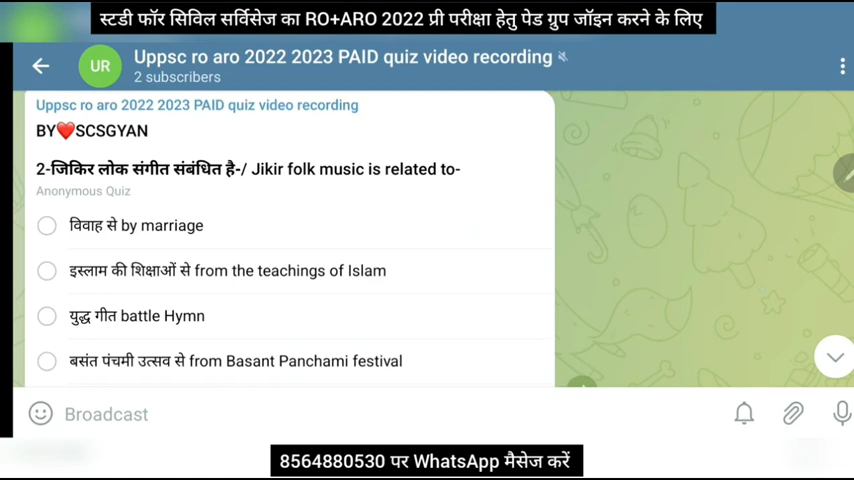 स्टडी फॉर सिविल सर्विसेज का RO+ARO 2022 प्री परीक्षा हेतु पेड ग्रुप जॉइन करने के लिए
UR
Uppsc ro aro 2022 2023 PAID quiz video recording
2 subscribers
Uppsc ro aro 2022 2023 PAID quiz video recording
BY❤️SCSGYAN
2-जिकिर लोक संगीत संबंधित है-/ Jikir folk music is related to-
Anonymous Quiz
विवाह से by marriage
इस्लाम की शिक्षाओं से from the teachings of Islam
युद्ध गीत battle Hymn
बसंत पंचमी उत्सव से from Basant Panchami festival
Broadcast
8564880530 पर WhatsApp मैसेज करें